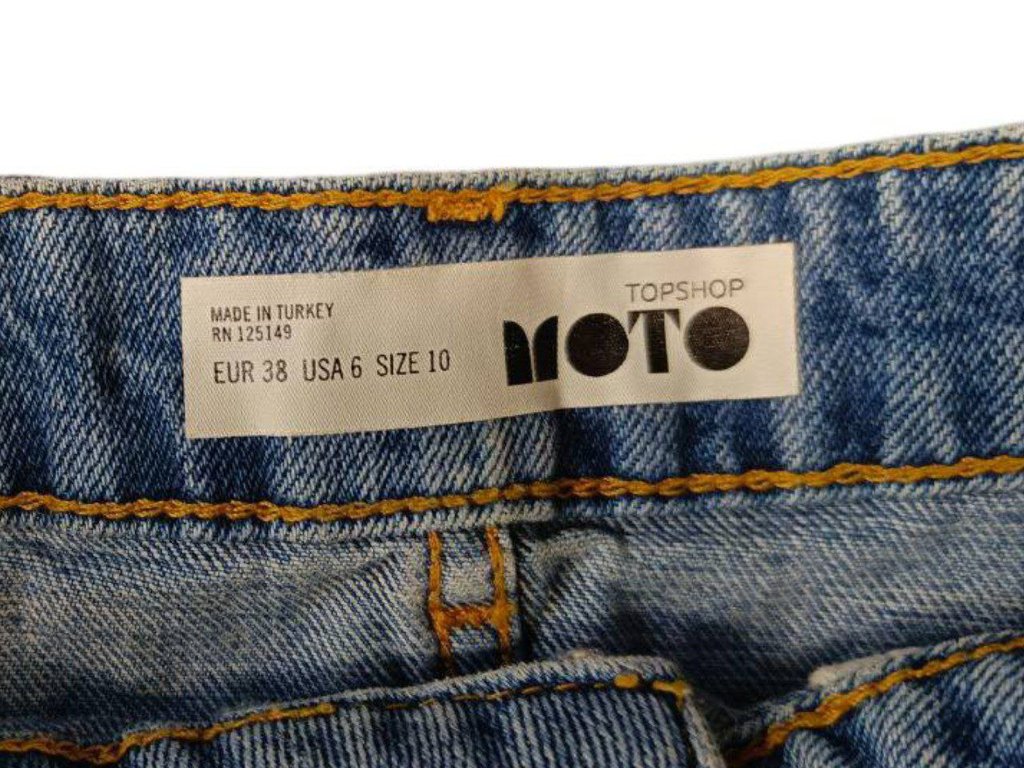 MADE IN TURKEY
RN 125149
EUR 38 USA 6 SIZE 10
TOPSHOP
MOTO